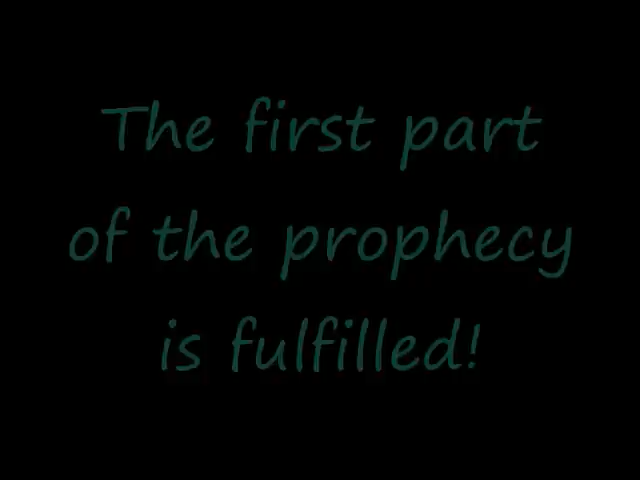 The first part
of the prophecy
is fulfilled!